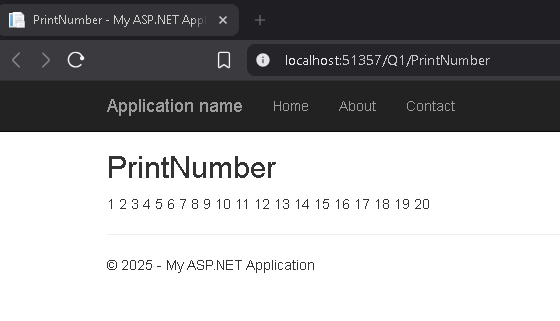 PrintNumber - My ASP.NET Appl
localhost:51357/Q1/PrintNumber
Application name Home About Contact
PrintNumber
1 2 3 4 5 6 7 8 9 10 11 12 13 14 15 16 17 18 19 20
© 2025 - My ASP.NET Application